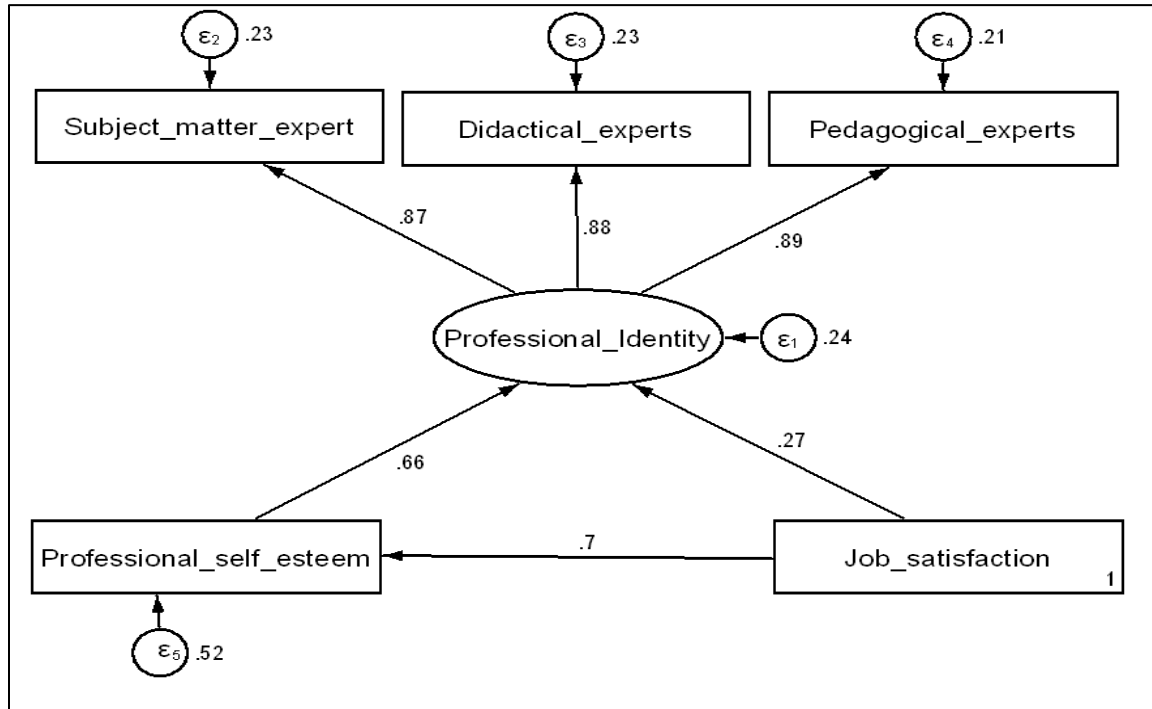 ε₂ .23
ε₃ .23
ε₄ .21
Subject_matter_expert
Didactical_experts
Pedagogical_experts
.87
.88
.89
Professional_Identity
ε₁ .24
.66
.27
Professional_self_esteem
.7
Job_satisfaction
1
ε₅ .52